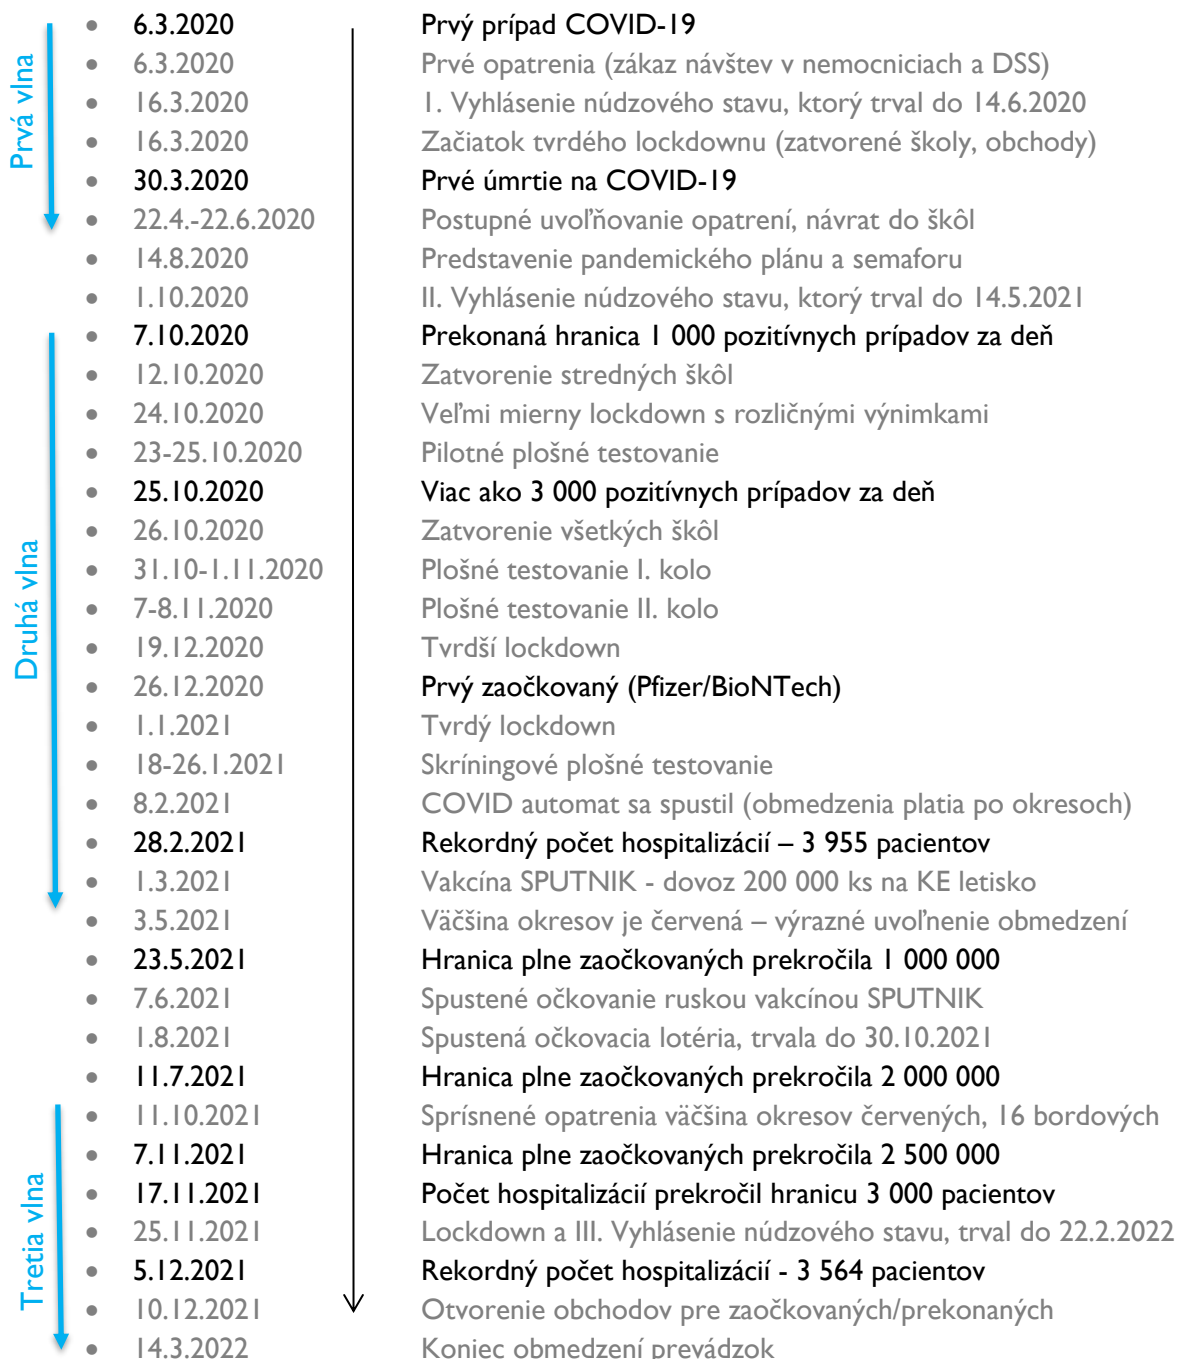 Prvá vlna
• 6.3.2020 Prvý prípad COVID-19
• 6.3.2020 Prvé opatrenia (zákaz návštev v nemocniciach a DSS)
• 16.3.2020 1. Vyhlásenie núdzového stavu, ktorý trval do 14.6.2020
• 16.3.2020 Začiatok tvrdého lockdownu (zatvorené školy, obchody)
• 30.3.2020 Prvé úmrtie na COVID-19
• 22.4.-22.6.2020 Postupné uvoľňovanie opatrení, návrat do škôl
• 14.8.2020 Predstavenie pandemického plánu a semaforu
• 1.10.2020 II. Vyhlásenie núdzového stavu, ktorý trval do 14.5.2021
Druhá vlna
• 7.10.2020 Prekonaná hranica 1 000 pozitívnych prípadov za deň
• 12.10.2020 Zatvorenie stredných škôl
• 24.10.2020 Veľmi mierny lockdown s rozličnými výnimkami
• 23-25.10.2020 Pilotné plošné testovanie
• 25.10.2020 Viac ako 3 000 pozitívnych prípadov za deň
• 26.10.2020 Zatvorenie všetkých škôl
• 31.10-1.11.2020 Plošné testovanie I. kolo
• 7-8.11.2020 Plošné testovanie II. kolo
• 19.12.2020 Tvrdší lockdown
• 26.12.2020 Prvý zaočkovaný (Pfizer/BioNTech)
• 1.1.2021 Tvrdý lockdown
• 18-26.1.2021 Skríningové plošné testovanie
• 8.2.2021 COVID automat sa spustil (obmedzenia platia po okresoch)
• 28.2.2021 Rekordný počet hospitalizácií – 3 955 pacientov
• 1.3.2021 Vakcína SPUTNIK - dovoz 200 000 ks na KE letisko
• 3.5.2021 Väčšina okresov je červená – výrazné uvoľnenie obmedzení
• 23.5.2021 Hranica plne zaočkovaných prekročila 1 000 000
• 7.6.2021 Spustené očkovanie ruskou vakcínou SPUTNIK
• 1.8.2021 Spustená očkovacia lotéria, trvala do 30.10.2021
• 11.7.2021 Hranica plne zaočkovaných prekročila 2 000 000
Tretia vlna
• 11.10.2021 Sprísnené opatrenia väčšina okresov červených, 16 bordových
• 7.11.2021 Hranica plne zaočkovaných prekročila 2 500 000
• 17.11.2021 Počet hospitalizácií prekročil hranicu 3 000 pacientov
• 25.11.2021 Lockdown a III. Vyhlásenie núdzového stavu, trval do 22.2.2022
• 5.12.2021 Rekordný počet hospitalizácií - 3 564 pacientov
• 10.12.2021 Otvorenie obchodov pre zaočkovaných/prekonaných
• 14.3.2022 Koniec obmedzení prevádzok